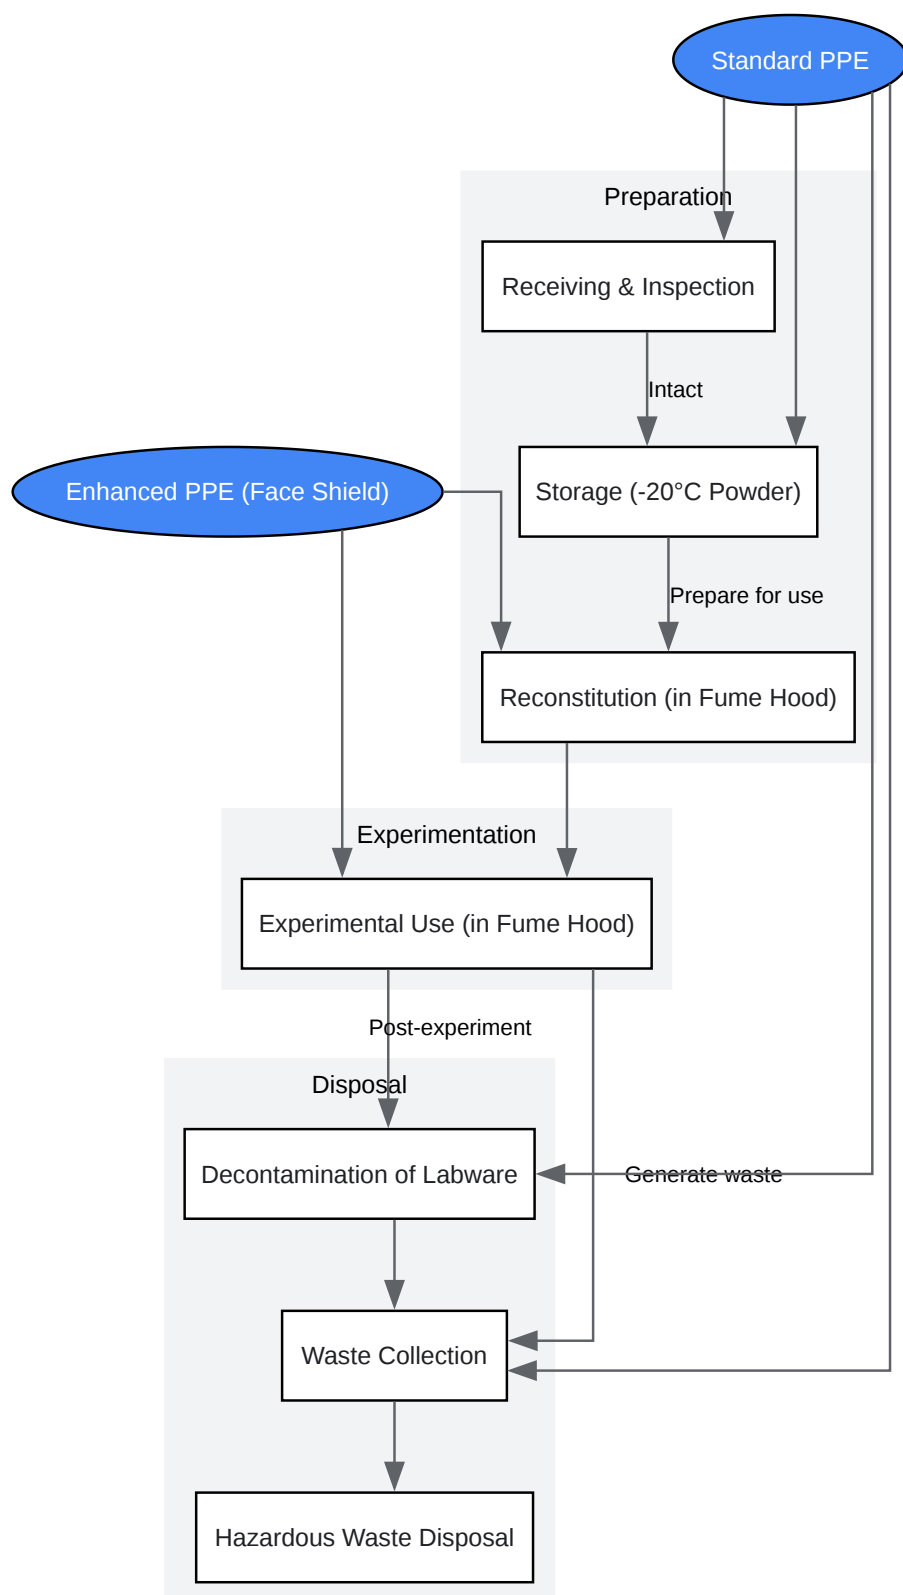 Standard PPE
Preparation
Receiving & Inspection
Intact
Enhanced PPE (Face Shield)
Storage (-20°C Powder)
Prepare for use
Reconstitution (in Fume Hood)
Experimentation
Experimental Use (in Fume Hood)
Post-experiment
Disposal
Decontamination of Labware
Generate waste
Waste Collection
Hazardous Waste Disposal